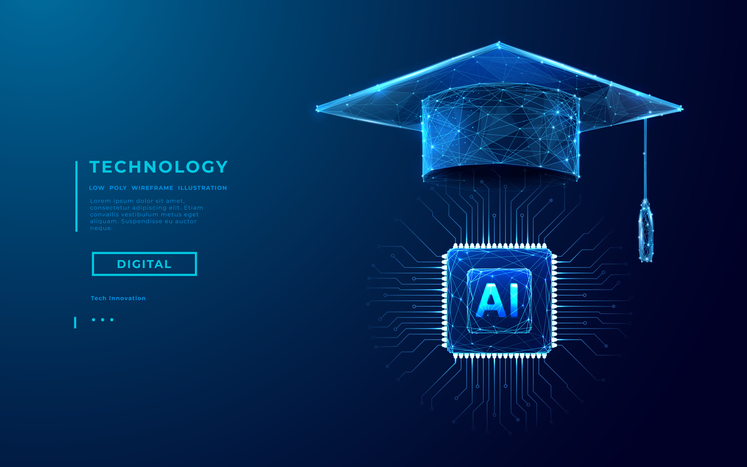 TECHNOLOGY
LOW POLY WIREFRAME ILLUSTRATION
Lorem ipsum dolor sit amet,
consectetur adipiscing elit. Etiam
convallis vestibulum metus eget
aliquam. Suspendisse eu auctor
neque.
DIGITAL
Tech Innovation
AI